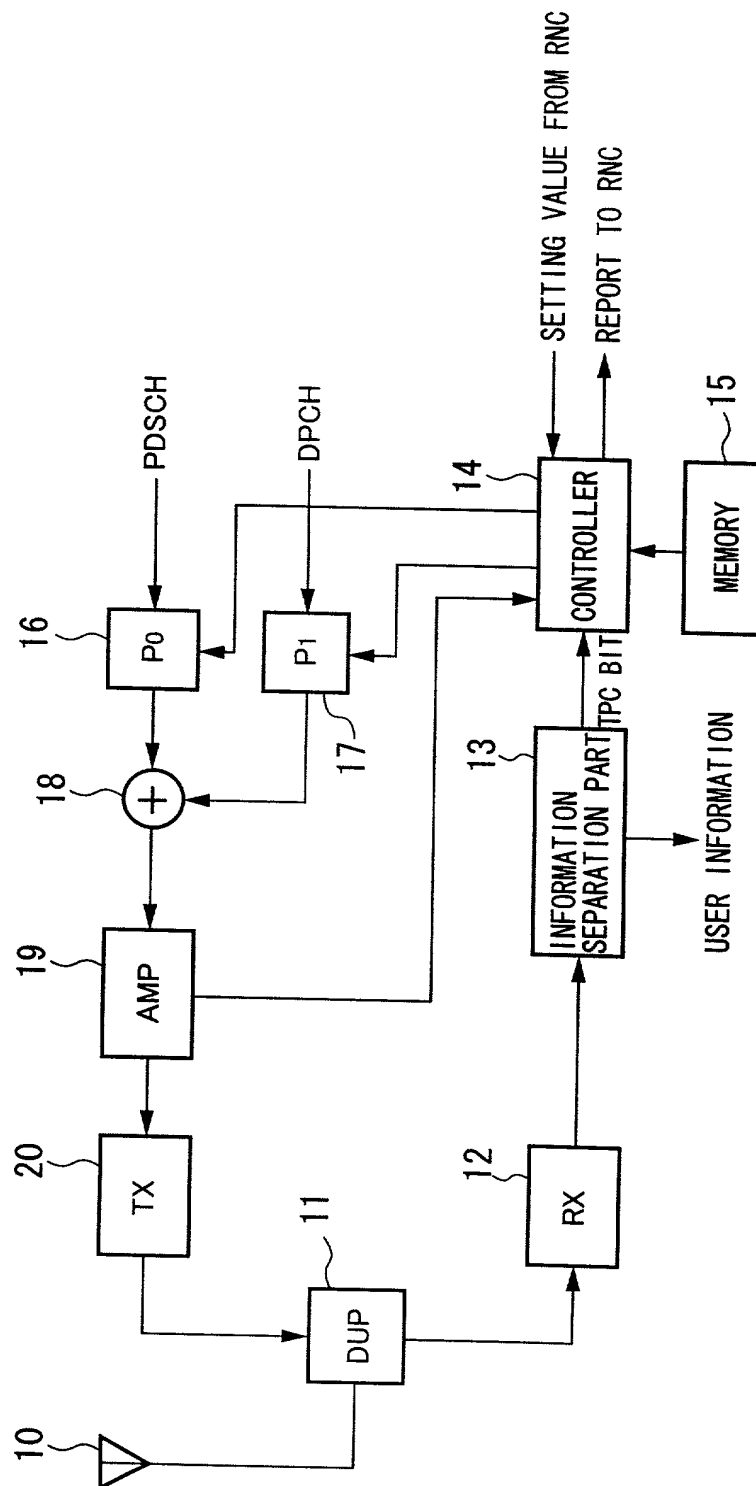 10
20
TX
19
AMP
18
+
16
P0
PDSCH
11
DUP
17
P1
DPCH
12
RX
13
INFORMATION
SEPARATION PART
TPC BIT
USER INFORMATION
14
CONTROLLER
SETTING VALUE FROM RNC
REPORT TO RNC
15
MEMORY